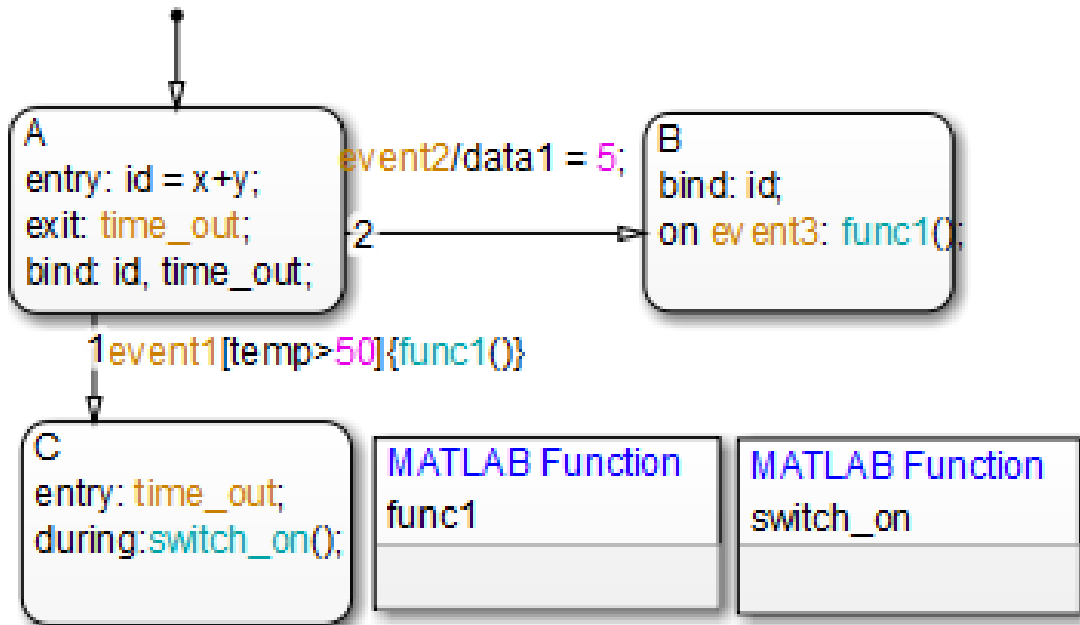 A
entry: id = x+y;
exit: time_out;
bind: id, time_out;
event2/data1 = 5;
2
B
bind: id;
on event3: func1();
1event1[temp>50]{func1()}
C
entry: time_out;
during:switch_on();
MATLAB Function
func1
MATLAB Function
switch_on